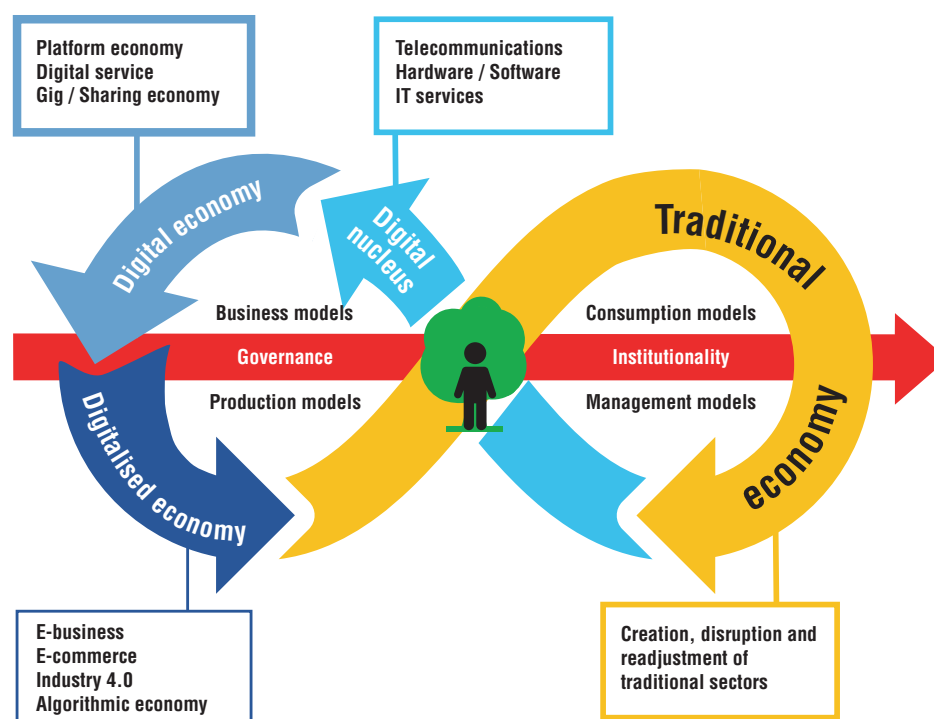 Platform economy
Digital service
Gig / Sharing economy
Telecommunications
Hardware / Software
IT services
Digital economy
Digital
nucleus
Traditional
economy
Business models
Consumption models
Governance
Institutionality
Production models
Management models
Digitalised economy
E-business
E-commerce
Industry 4.0
Algorithmic economy
Creation, disruption and
readjustment of
traditional sectors